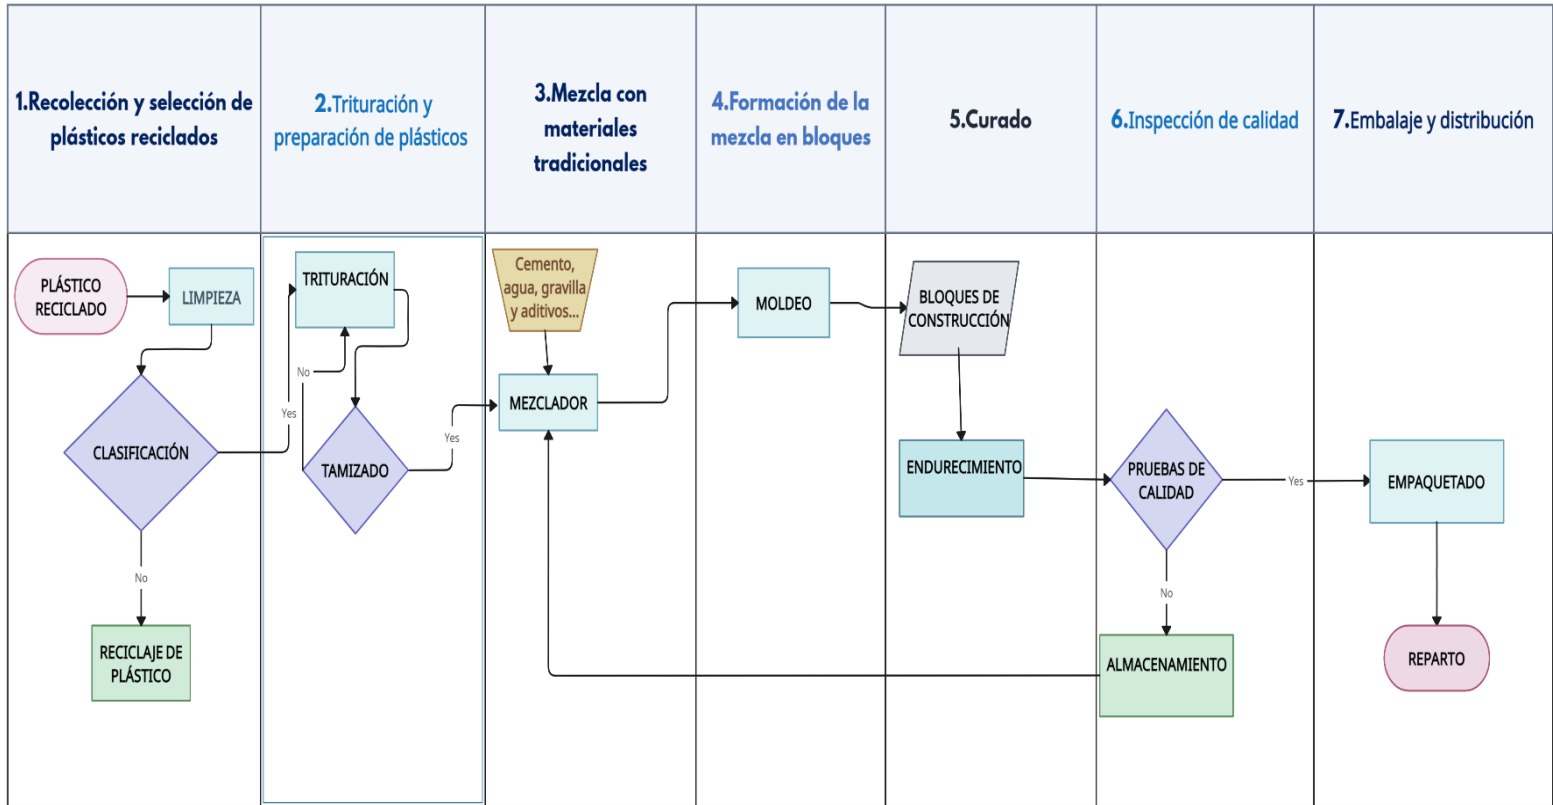 1.Recolección y selección de
plásticos reciclados
2.Trituración y
preparación de plásticos
3.Mezcla con
materiales
tradicionales
4.Formación de la
mezcla en bloques
5.Curado
6.Inspección de calidad
7.Embalaje y distribución
PLÁSTICO
RECICLADO
LIMPIEZA
CLASIFICACIÓN
Yes
No
RECICLAJE DE
PLÁSTICO
TRITURACIÓN
No
TAMIZADO
Yes
Cemento,
agua, gravilla
y aditivos...
MEZCLADOR
MOLDEO
BLOQUES DE
CONSTRUCCIÓN
ENDURECIMIENTO
PRUEBAS DE
CALIDAD
Yes
No
ALMACENAMIENTO
EMPAQUETADO
REPARTO